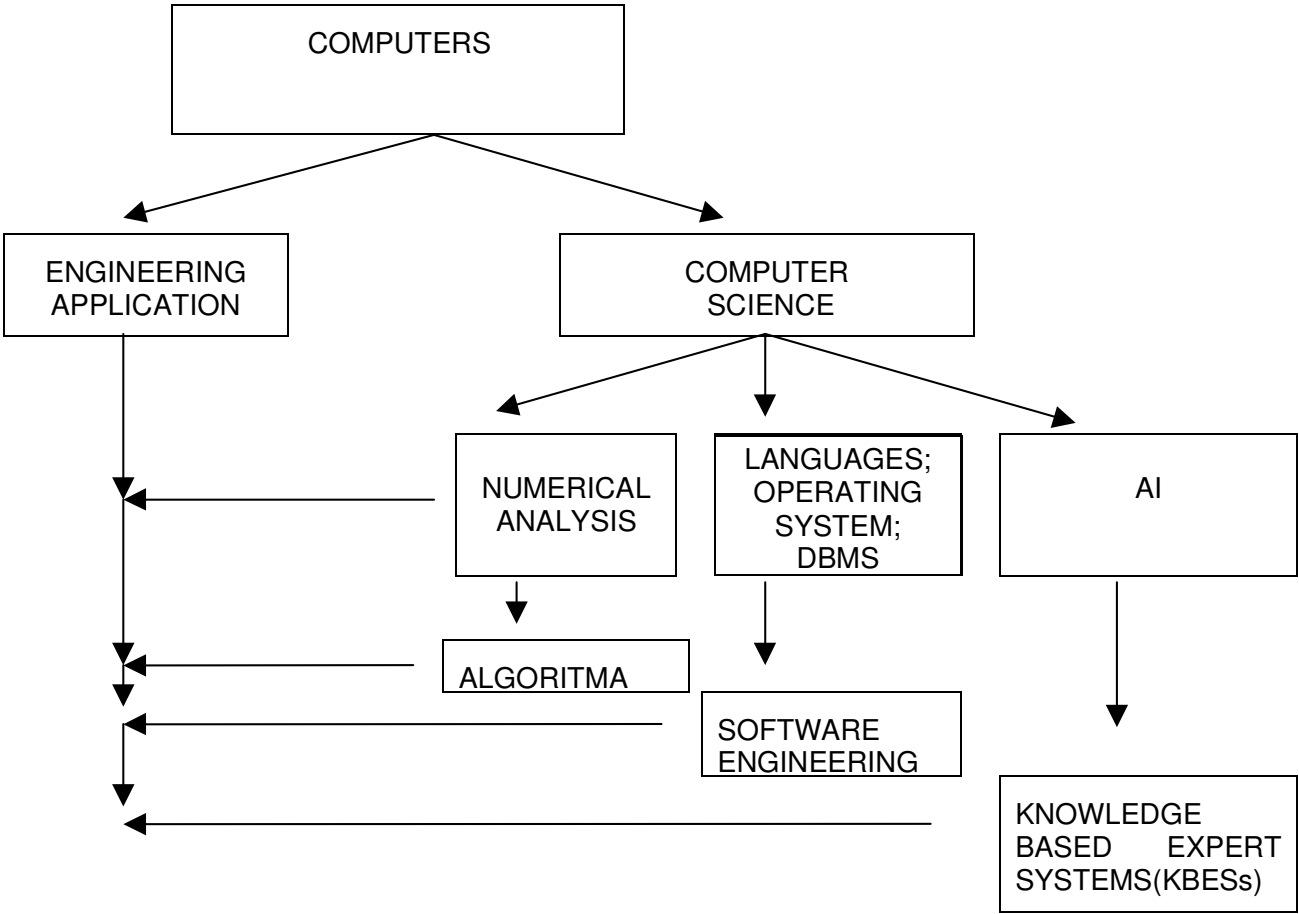 COMPUTERS
ENGINEERING
APPLICATION
COMPUTER
SCIENCE
NUMERICAL
ANALYSIS
LANGUAGES;
OPERATING
SYSTEM;
DBMS
AI
ALGORITMA
SOFTWARE
ENGINEERING
KNOWLEDGE
BASED EXPERT
SYSTEMS(KBESs)